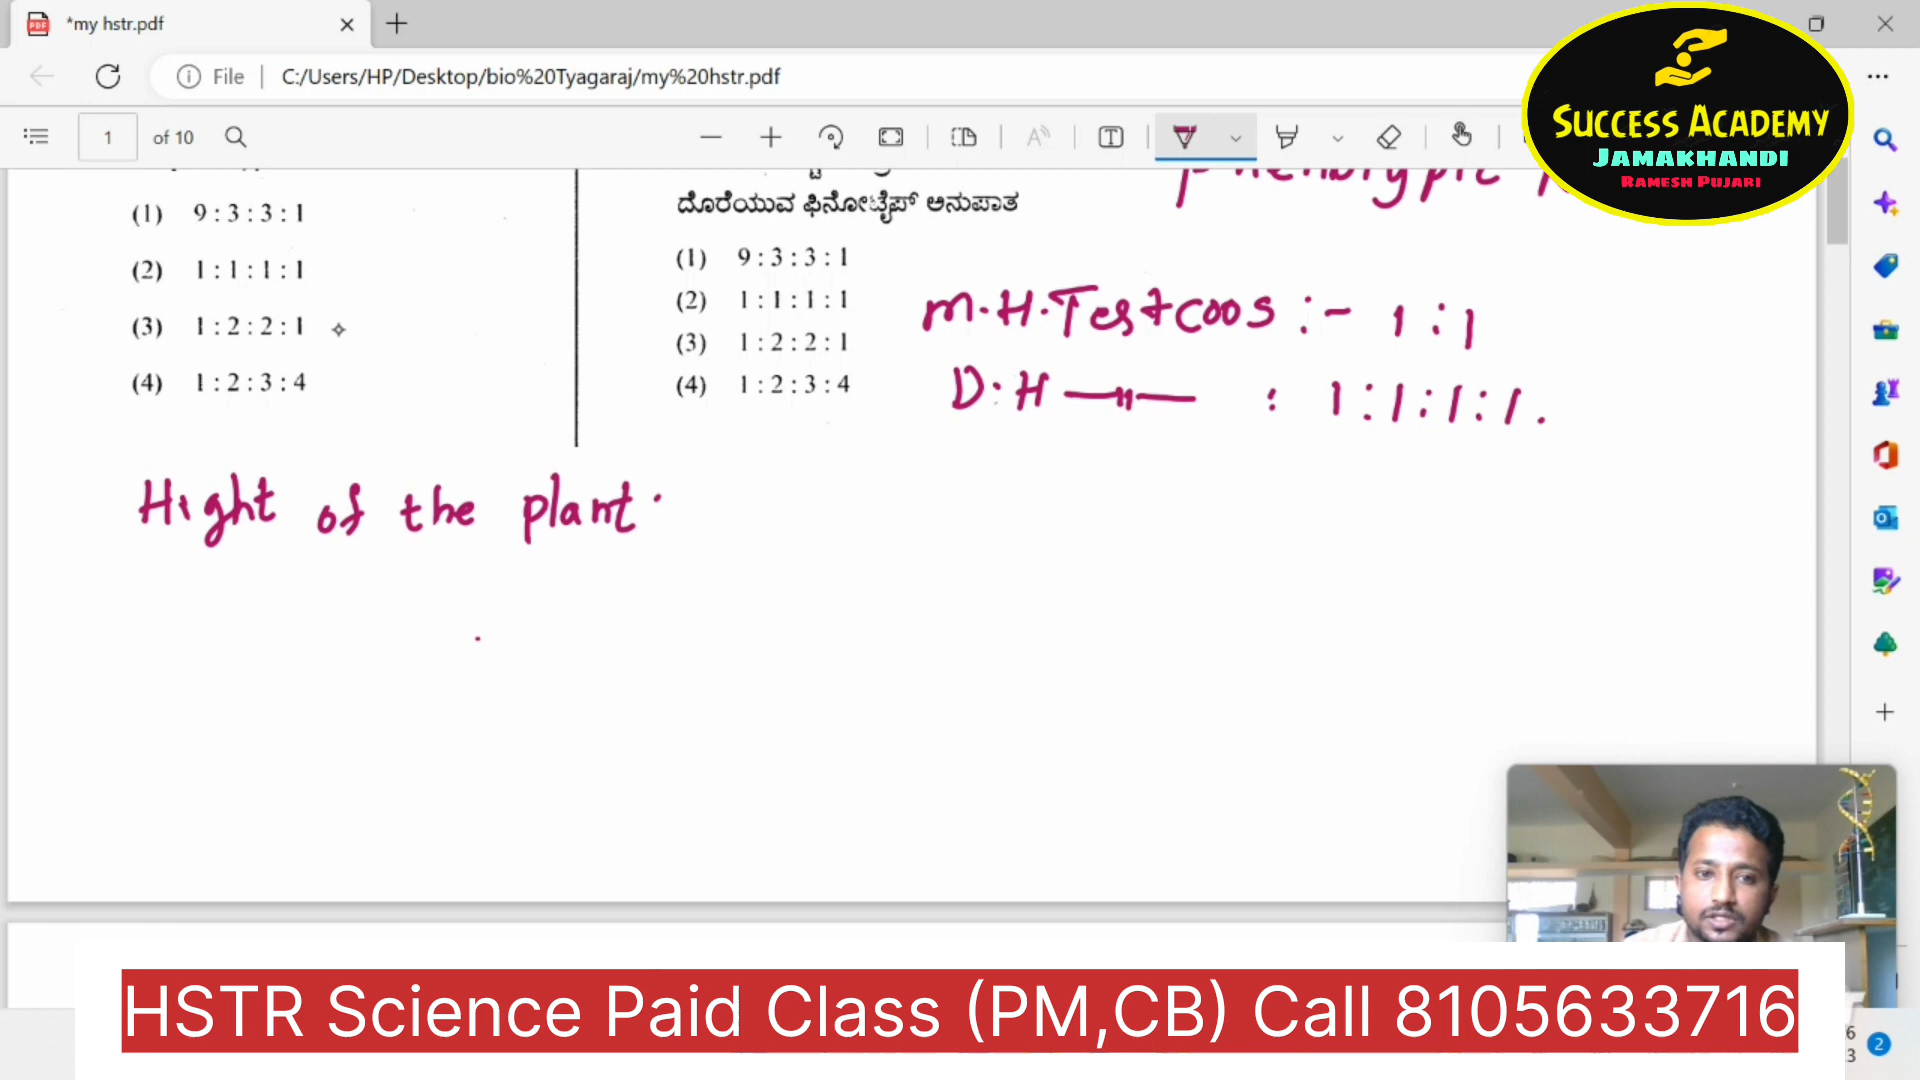 *my hstr.pdf
File
C:/Users/HP/Desktop/bio%20Tyagaraj/my%20hstr.pdf
1 of 10
SUCCESS ACADEMY
JAMAKHANDI
RAMESH PUJARI
(1) 9 : 3 : 3 : 1
(2) 1 : 1 : 1 : 1
(3) 1 : 2 : 2 : 1
(4) 1 : 2 : 3 : 4
ದೊರೆಯುವ ಫಿನೋಟೈಪ್ ಅನುಪಾತ
(1) 9 : 3 : 3 : 1
(2) 1 : 1 : 1 : 1
(3) 1 : 2 : 2 : 1
(4) 1 : 2 : 3 : 4
phenotypic
M.H.Testcoos :- 1 : 1
D.H —"— : 1 : 1 : 1 : 1 .
Hight of the plant
HSTR Science Paid Class (PM,CB) Call 8105633716
6
3
2